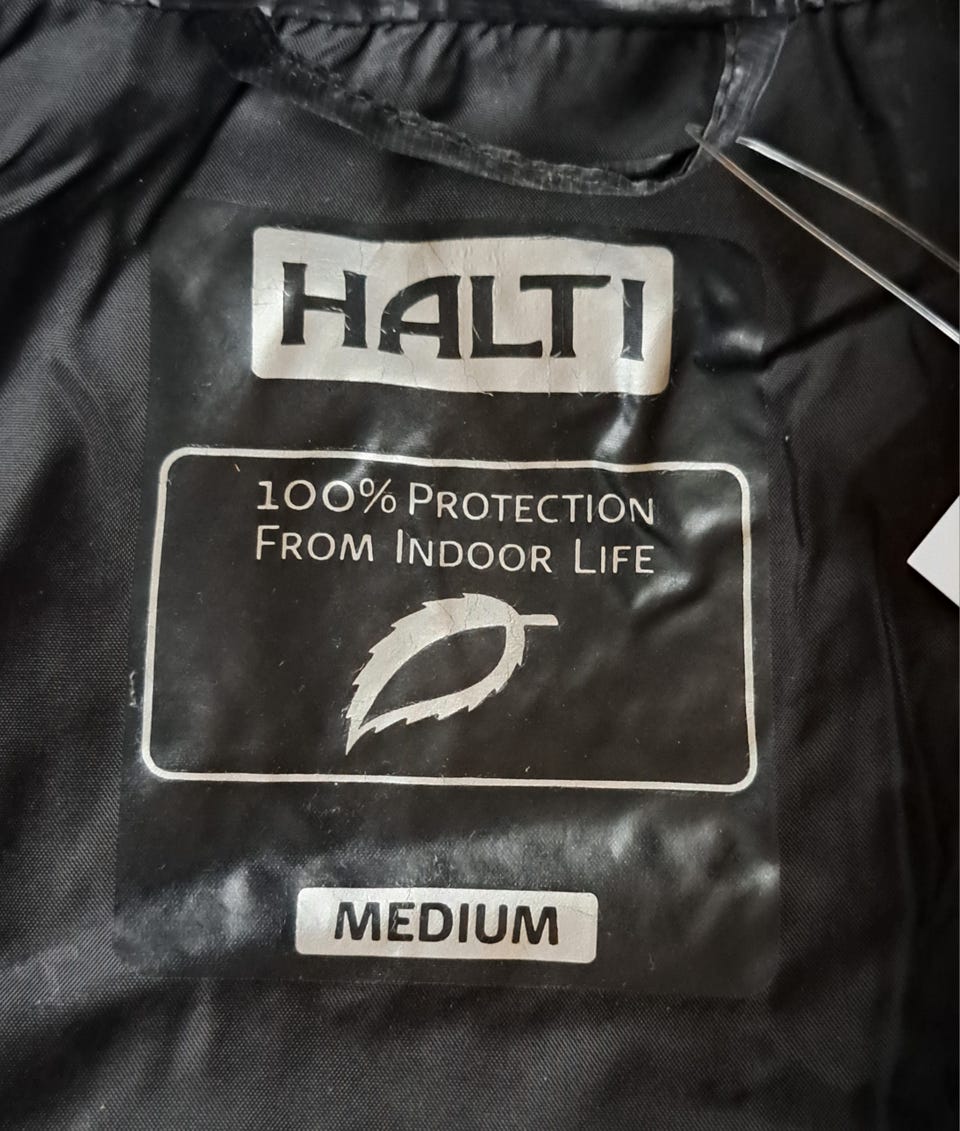 HALTI
100% PROTECTION
FROM INDOOR LIFE
MEDIUM